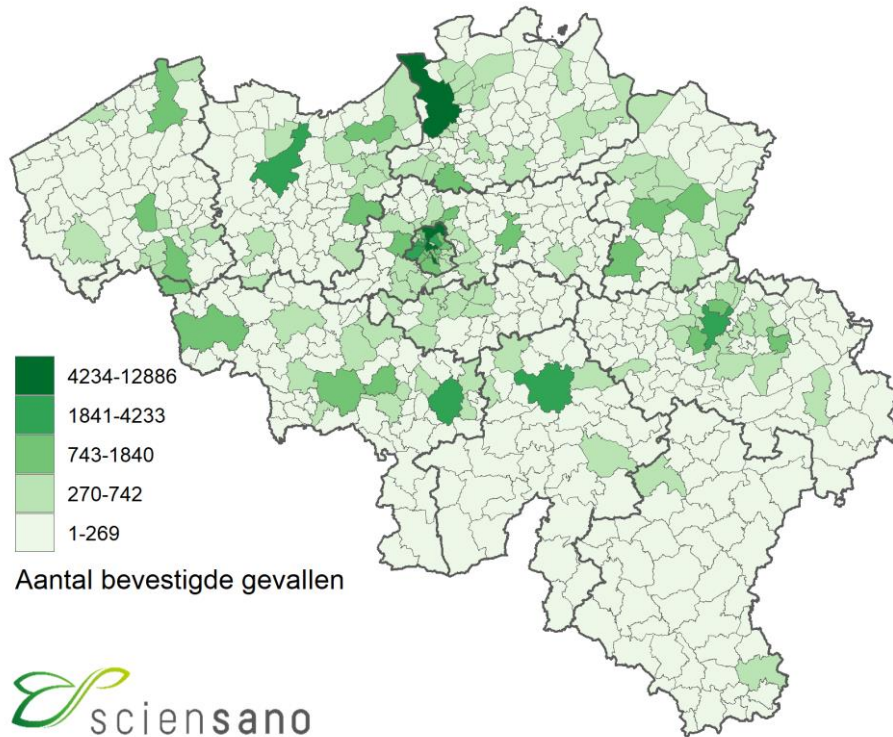 4234-12886
1841-4233
743-1840
270-742
1-269
Aantal bevestigde gevallen
sciensano